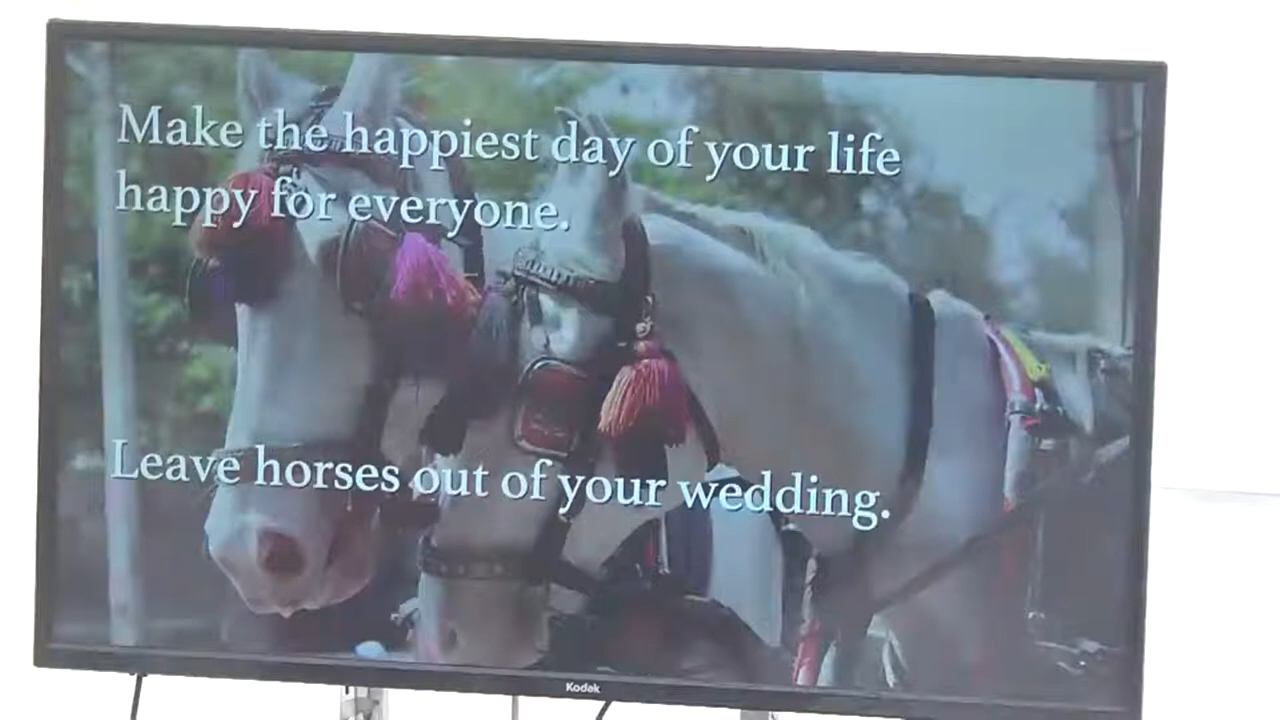 Make the happiest day of your life
happy for everyone.
Leave horses out of your wedding.
Kodak